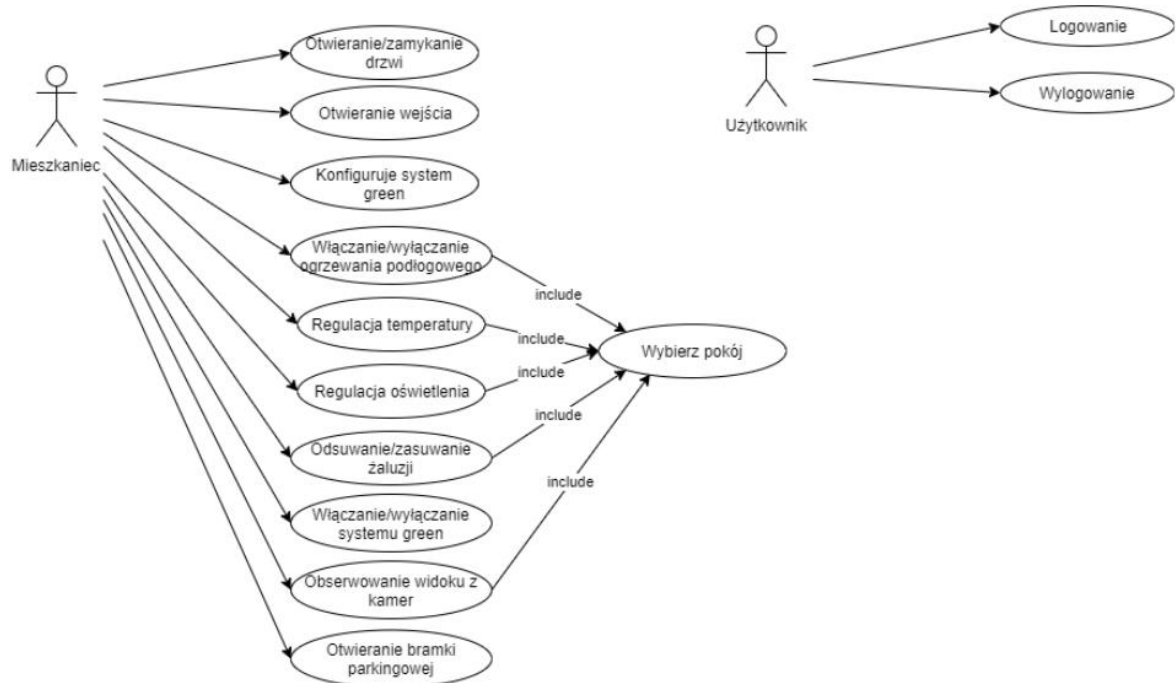 Otwieranie/zamykanie
drzwi
Otwieranie wejścia
Konfiguruje system
green
Włączanie/wyłączanie
ogrzewania podłogowego
Regulacja temperatury
Regulacja oświetlenia
Odsuwanie/zasuwanie
żaluzji
Włączanie/wyłączanie
systemu green
Obserwowanie widoku z
kamer
Otwieranie bramki
parkingowej
Mieszkaniec
include
include
include
include
include
Wybierz pokój
Użytkownik
Logowanie
Wylogowanie